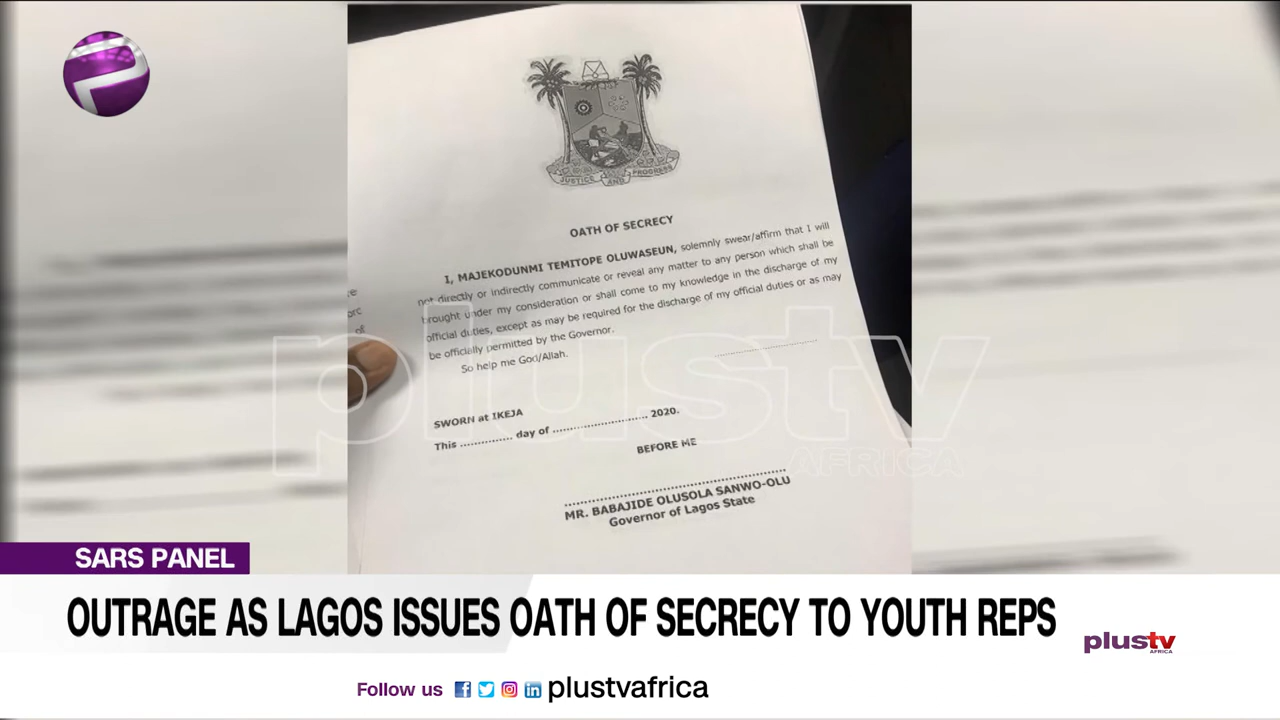 JUSTICE AND PROGRESS
OATH OF SECRECY
I, MAJEKODUNMI TEMITOPE OLUWASEUN, solemnly swear/affirm that I will
not directly or indirectly communicate or reveal any matter to any person which shall be
brought under my consideration or shall come to my knowledge in the discharge of my
official duties, except as may be required for the discharge of my official duties or as may
be officially permitted by the Governor.
So help me God/Allah.
SWORN at IKEJA
This ............... day of ........................... 2020.
BEFORE ME
MR. BABAJIDE OLUSOLA SANWO-OLU
Governor of Lagos State
of
plustv
AFRICA
SARS PANEL
OUTRAGE AS LAGOS ISSUES OATH OF SECRECY TO YOUTH REPS
plustv
AFRICA
Follow us plustvafrica